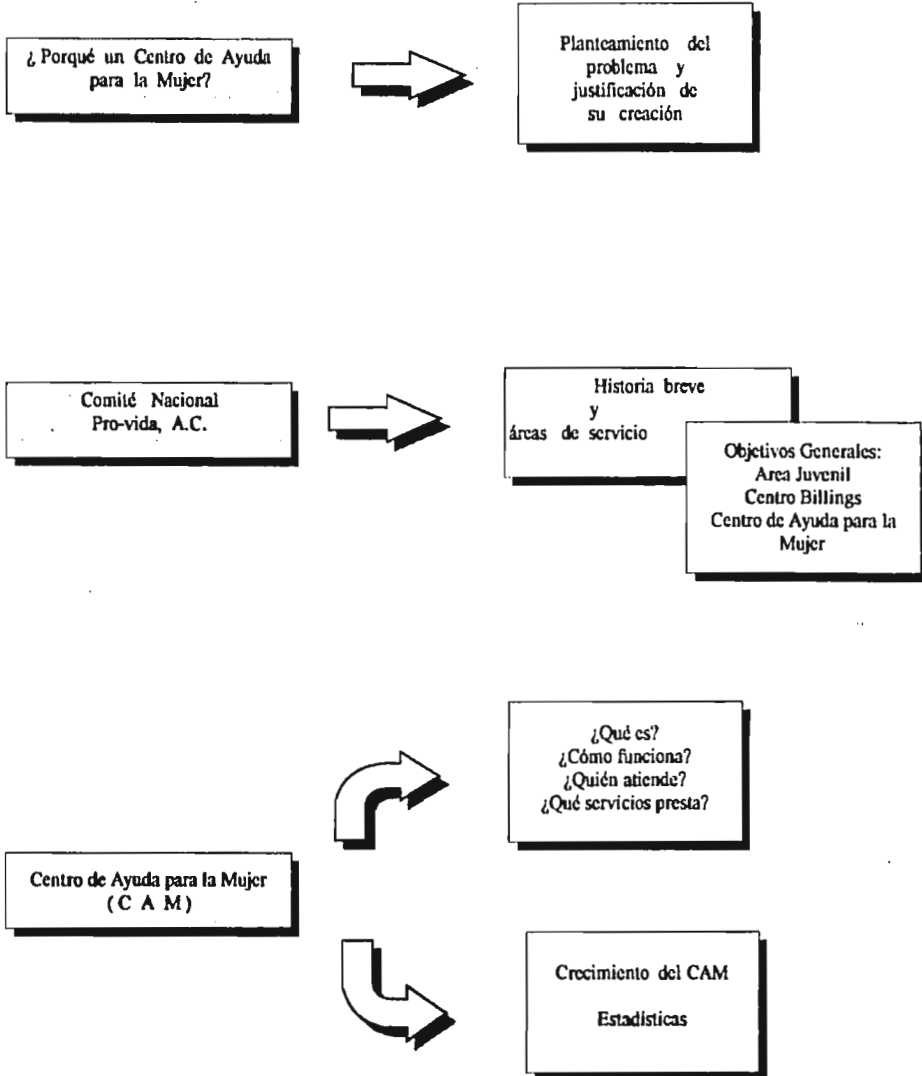 ¿ Porqué un Centro de Ayuda
para la Mujer?
Planteamiento del
problema y
justificación de
su creación
Comité Nacional
Pro-vida, A.C.
Historia breve
y
áreas de servicio
Objetivos Generales:
Area Juvenil
Centro Billings
Centro de Ayuda para la
Mujer
¿Qué es?
¿Cómo funciona?
¿Quién atiende?
¿Qué servicios presta?
Centro de Ayuda para la Mujer
( C A M )
Crecimiento del CAM
Estadísticas